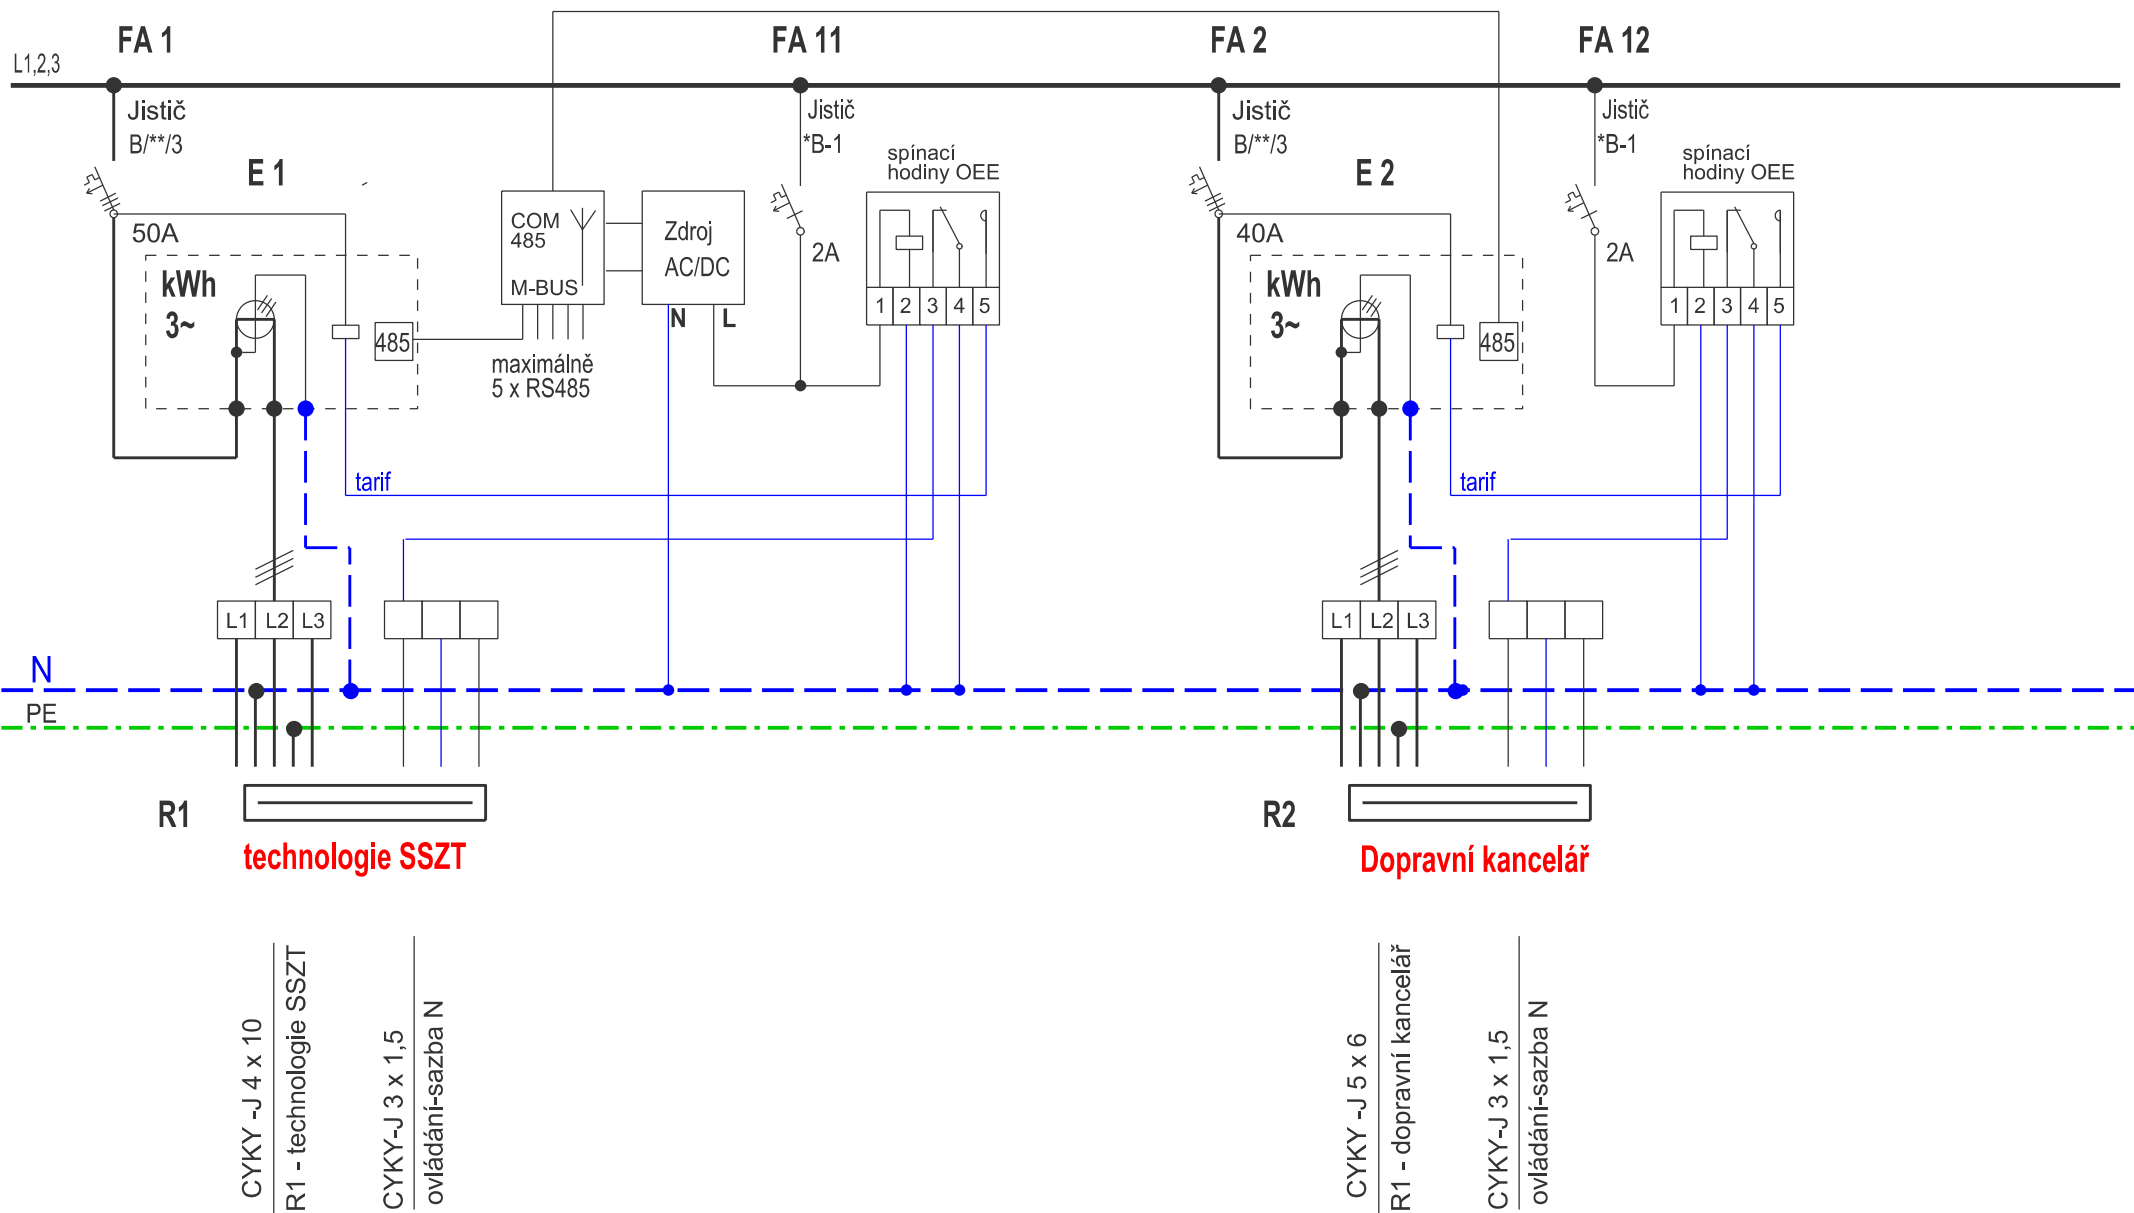 FA 1
FA 11
FA 2
FA 12
L1,2,3
Jistič
B/**/3
E 1
50A
kWh
3~
485
COM
485
M-BUS
maximálně
5 x RS485
Zdroj
AC/DC
N
L
Jistič
*B-1
2A
spínací
hodiny OEE
1 2 3 4 5
tarif
Jistič
B/**/3
E 2
40A
kWh
3~
485
Jistič
*B-1
2A
spínací
hodiny OEE
1 2 3 4 5
tarif
L1 L2 L3
L1 L2 L3
N
PE
R1
technologie SSZT
R2
Dopravní kancelář
CYKY -J 4 x 10
R1 - technologie SSZT
CYKY-J 3 x 1,5
ovládání-sazba N
CYKY -J 5 x 6
R1 - dopravní kancelář
CYKY-J 3 x 1,5
ovládání-sazba N